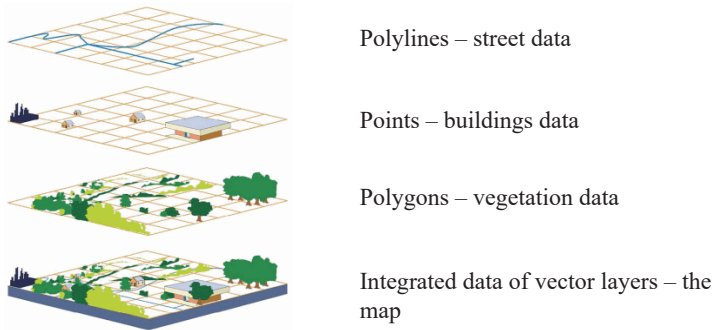 Polylines – street data
Points – buildings data
Polygons – vegetation data
Integrated data of vector layers – the
map